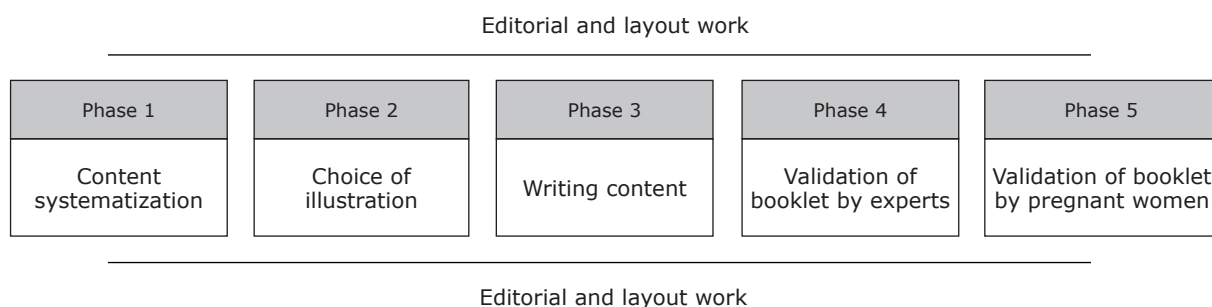 Editorial and layout work
Phase 1
Phase 2
Phase 3
Phase 4
Phase 5
Content
systematization
Choice of
illustration
Writing content
Validation of
booklet by experts
Validation of booklet
by pregnant women
Editorial and layout work